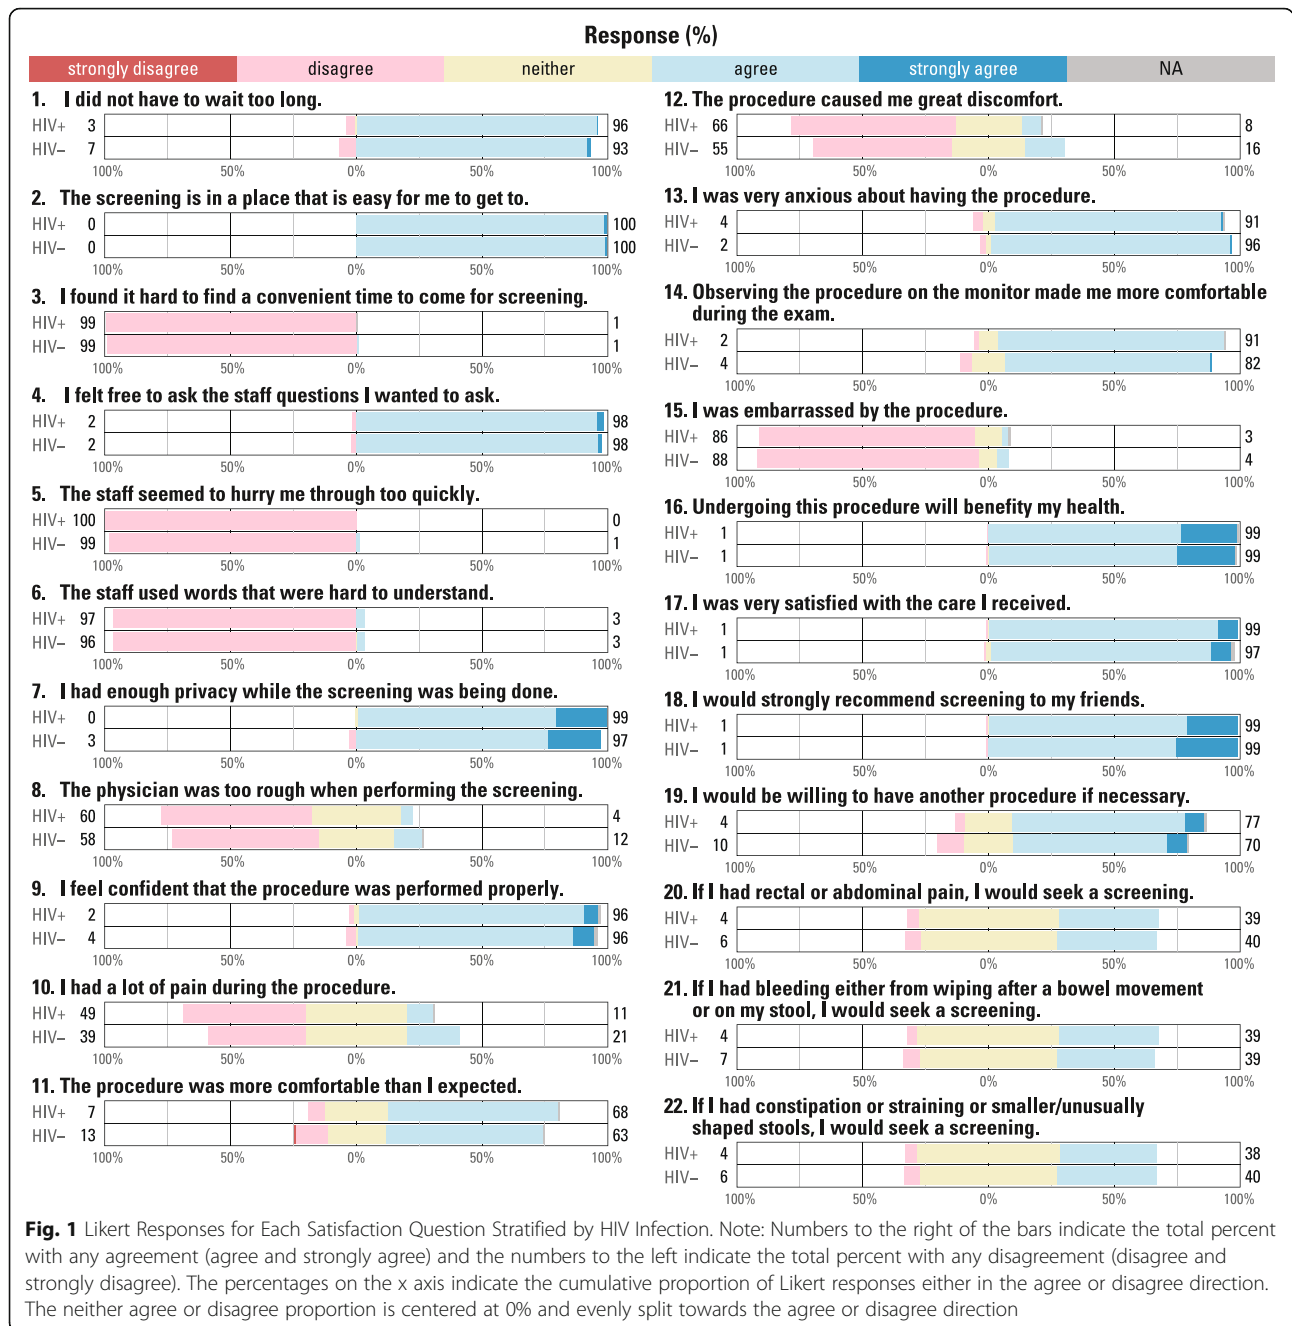 Response (%)
strongly disagree disagree neither agree strongly agree NA
1. I did not have to wait too long.
HIV+ 3 96
HIV– 7 93
100% 50% 0% 50% 100%
2. The screening is in a place that is easy for me to get to.
HIV+ 0 100
HIV– 0 100
100% 50% 0% 50% 100%
3. I found it hard to find a convenient time to come for screening.
HIV+ 99 1
HIV– 99 1
100% 50% 0% 50% 100%
4. I felt free to ask the staff questions I wanted to ask.
HIV+ 2 98
HIV– 2 98
100% 50% 0% 50% 100%
5. The staff seemed to hurry me through too quickly.
HIV+ 100 0
HIV– 99 1
100% 50% 0% 50% 100%
6. The staff used words that were hard to understand.
HIV+ 97 3
HIV– 96 3
100% 50% 0% 50% 100%
7. I had enough privacy while the screening was being done.
HIV+ 0 99
HIV– 3 97
100% 50% 0% 50% 100%
8. The physician was too rough when performing the screening.
HIV+ 60 4
HIV– 58 12
100% 50% 0% 50% 100%
9. I feel confident that the procedure was performed properly.
HIV+ 2 96
HIV– 4 96
100% 50% 0% 50% 100%
10. I had a lot of pain during the procedure.
HIV+ 49 11
HIV– 39 21
100% 50% 0% 50% 100%
11. The procedure was more comfortable than I expected.
HIV+ 7 68
HIV– 13 63
100% 50% 0% 50% 100%
12. The procedure caused me great discomfort.
HIV+ 66 8
HIV– 55 16
100% 50% 0% 50% 100%
13. I was very anxious about having the procedure.
HIV+ 4 91
HIV– 2 96
100% 50% 0% 50% 100%
14. Observing the procedure on the monitor made me more comfortable
during the exam.
HIV+ 2 91
HIV– 4 82
100% 50% 0% 50% 100%
15. I was embarrassed by the procedure.
HIV+ 86 3
HIV– 88 4
100% 50% 0% 50% 100%
16. Undergoing this procedure will benefity my health.
HIV+ 1 99
HIV– 1 99
100% 50% 0% 50% 100%
17. I was very satisfied with the care I received.
HIV+ 1 99
HIV– 1 97
100% 50% 0% 50% 100%
18. I would strongly recommend screening to my friends.
HIV+ 1 99
HIV– 1 99
100% 50% 0% 50% 100%
19. I would be willing to have another procedure if necessary.
HIV+ 4 77
HIV– 10 70
100% 50% 0% 50% 100%
20. If I had rectal or abdominal pain, I would seek a screening.
HIV+ 4 39
HIV– 6 40
100% 50% 0% 50% 100%
21. If I had bleeding either from wiping after a bowel movement
or on my stool, I would seek a screening.
HIV+ 4 39
HIV– 7 39
100% 50% 0% 50% 100%
22. If I had constipation or straining or smaller/unusually
shaped stools, I would seek a screening.
HIV+ 4 38
HIV– 6 40
100% 50% 0% 50% 100%
Fig. 1 Likert Responses for Each Satisfaction Question Stratified by HIV Infection. Note: Numbers to the right of the bars indicate the total percent
with any agreement (agree and strongly agree) and the numbers to the left indicate the total percent with any disagreement (disagree and
strongly disagree). The percentages on the x axis indicate the cumulative proportion of Likert responses either in the agree or disagree direction.
The neither agree or disagree proportion is centered at 0% and evenly split towards the agree or disagree direction